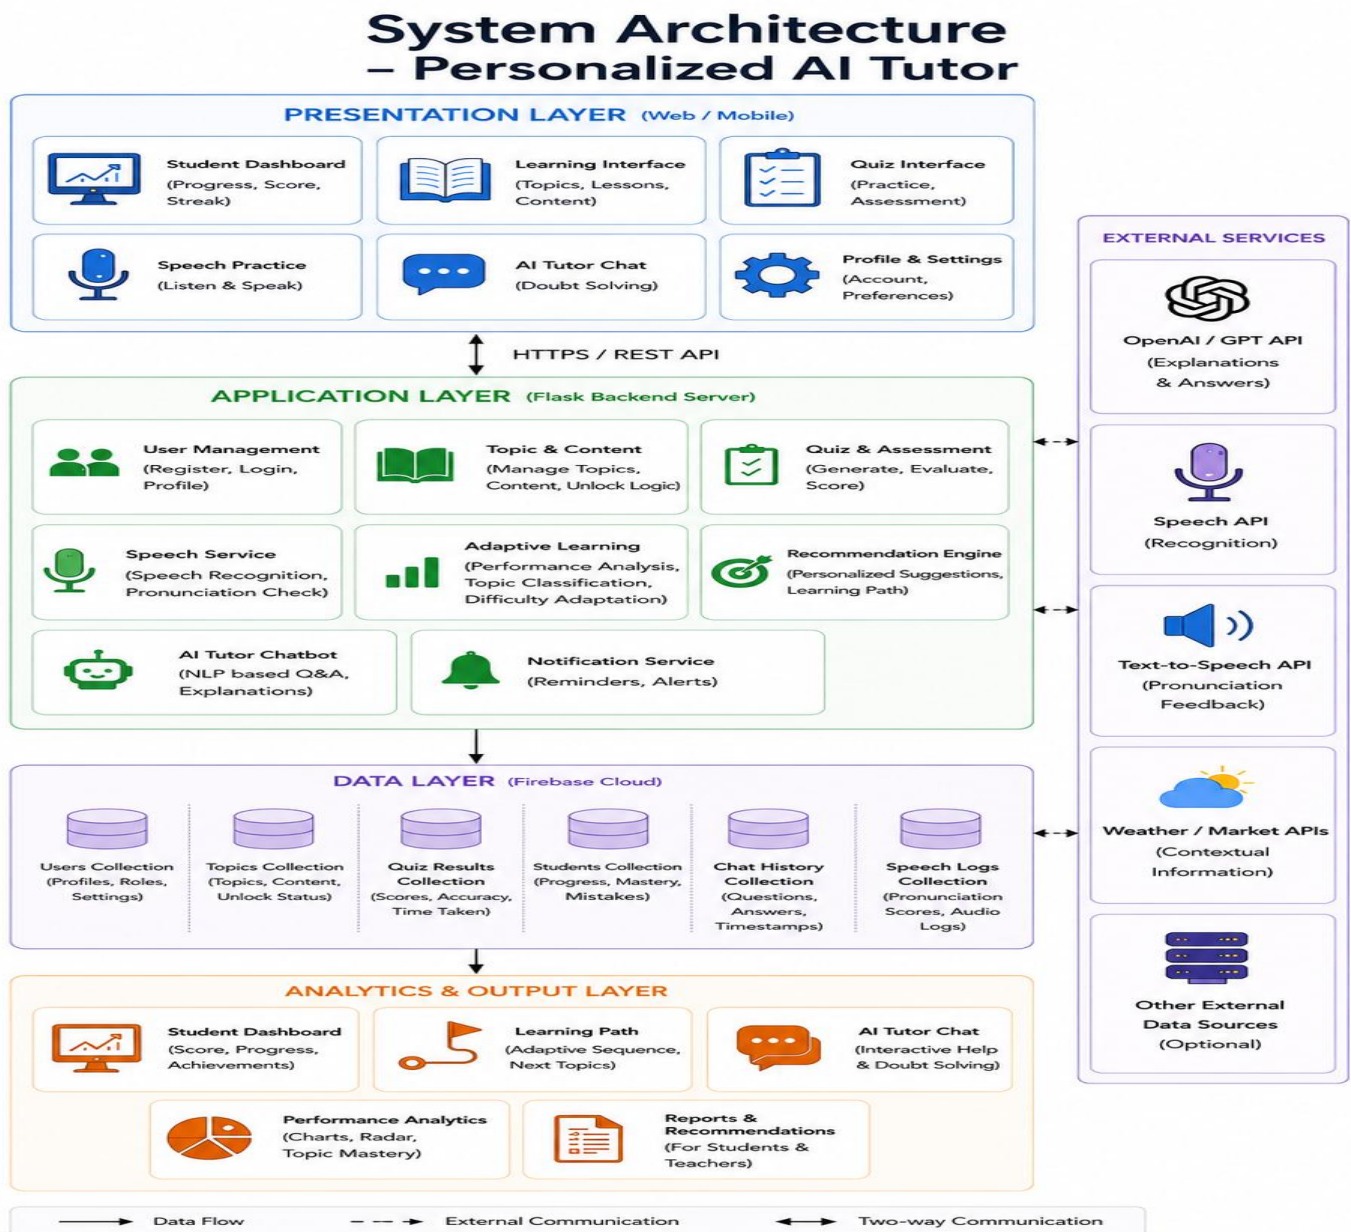 System Architecture
– Personalized AI Tutor
PRESENTATION LAYER (Web / Mobile)
Student Dashboard
(Progress, Score,
Streak)
Learning Interface
(Topics, Lessons,
Content)
Quiz Interface
(Practice,
Assessment)
Speech Practice
(Listen & Speak)
AI Tutor Chat
(Doubt Solving)
Profile & Settings
(Account,
Preferences)
HTTPS / REST API
APPLICATION LAYER (Flask Backend Server)
User Management
(Register, Login,
Profile)
Topic & Content
(Manage Topics,
Content, Unlock Logic)
Quiz & Assessment
(Generate, Evaluate,
Score)
Speech Service
(Speech Recognition,
Pronunciation Check)
Adaptive Learning
(Performance Analysis,
Topic Classification,
Difficulty Adaptation)
Recommendation Engine
(Personalized Suggestions,
Learning Path)
AI Tutor Chatbot
(NLP based Q&A,
Explanations)
Notification Service
(Reminders, Alerts)
DATA LAYER (Firebase Cloud)
Users Collection
(Profiles, Roles,
Settings)
Topics Collection
(Topics, Content,
Unlock Status)
Quiz Results
Collection
(Scores, Accuracy,
Time Taken)
Students Collection
(Progress, Mastery,
Mistakes)
Chat History
Collection
(Questions,
Answers,
Timestamps)
Speech Logs
Collection
(Pronunciation
Scores, Audio
Logs)
ANALYTICS & OUTPUT LAYER
Student Dashboard
(Score, Progress,
Achievements)
Learning Path
(Adaptive Sequence,
Next Topics)
AI Tutor Chat
(Interactive Help
& Doubt Solving)
Performance Analytics
(Charts, Radar,
Topic Mastery)
Reports &
Recommendations
(For Students &
Teachers)
EXTERNAL SERVICES
OpenAI / GPT API
(Explanations
& Answers)
Speech API
(Recognition)
Text-to-Speech API
(Pronunciation
Feedback)
Weather / Market APIs
(Contextual
Information)
Other External
Data Sources
(Optional)
Data Flow
External Communication
Two-way Communication